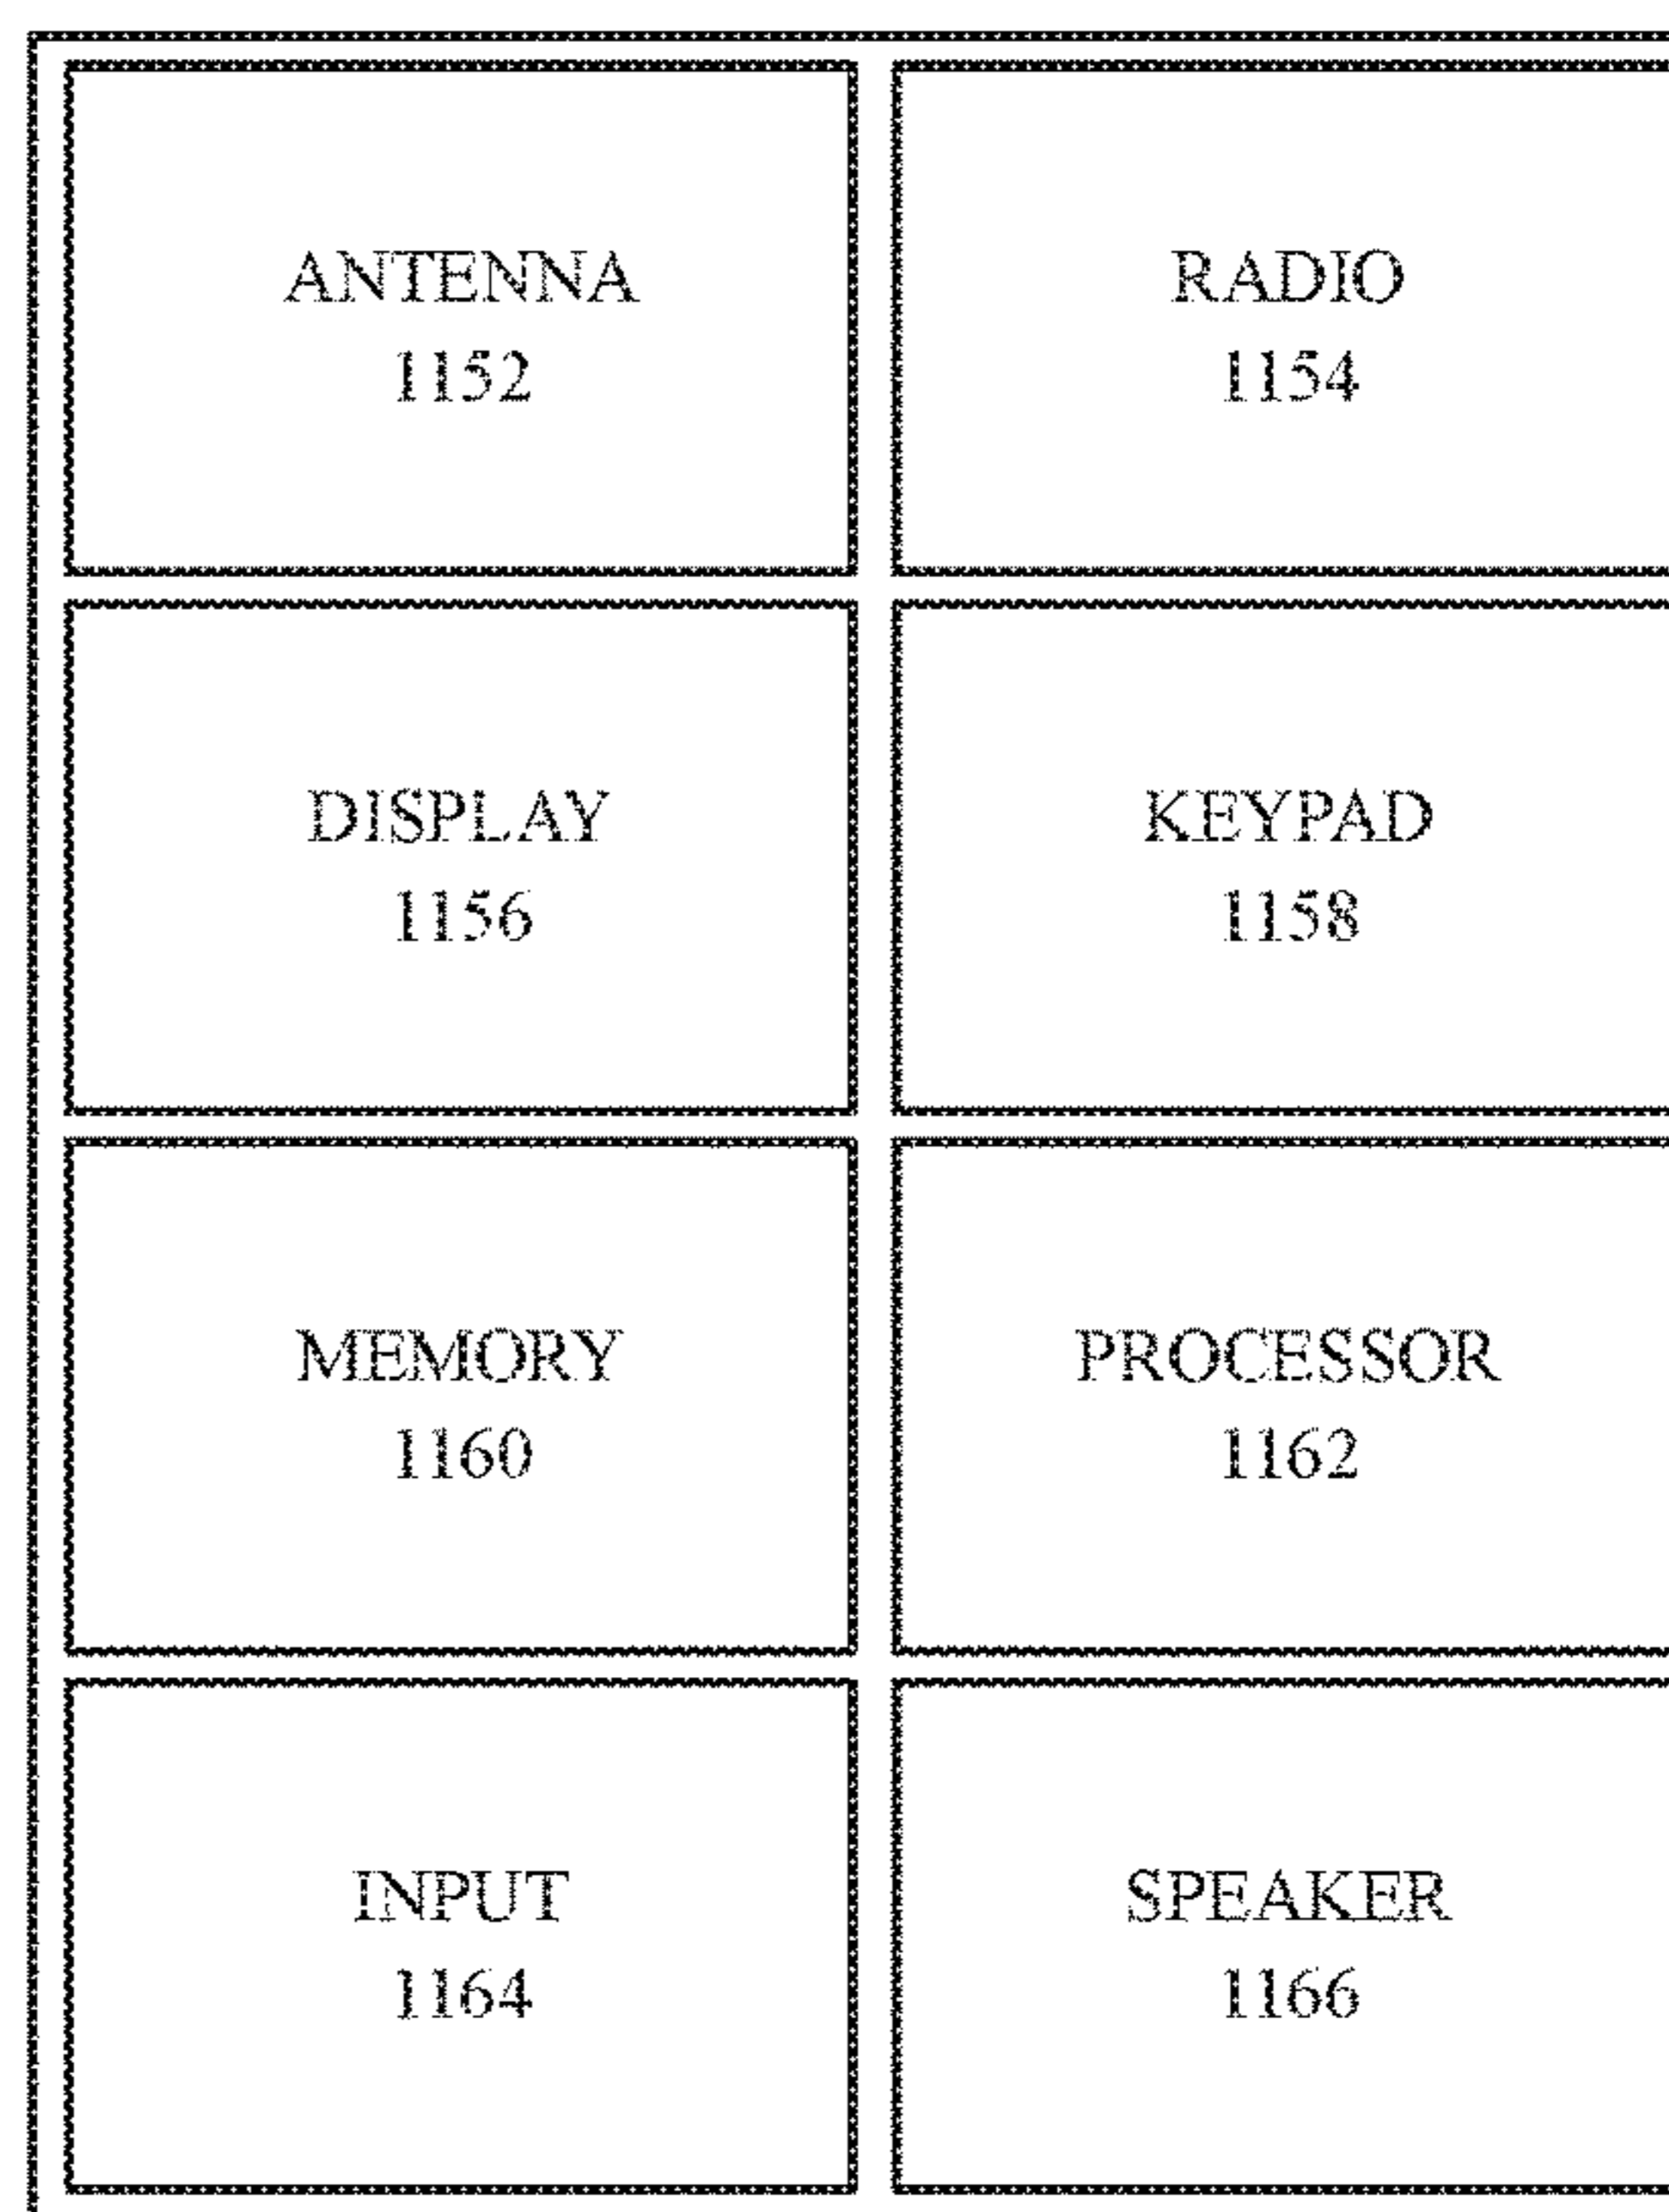 ANTENNA
1152
RADIO
1154
DISPLAY
1156
KEYPAD
1158
MEMORY
1160
PROCESSOR
1162
INPUT
1164
SPEAKER
1166